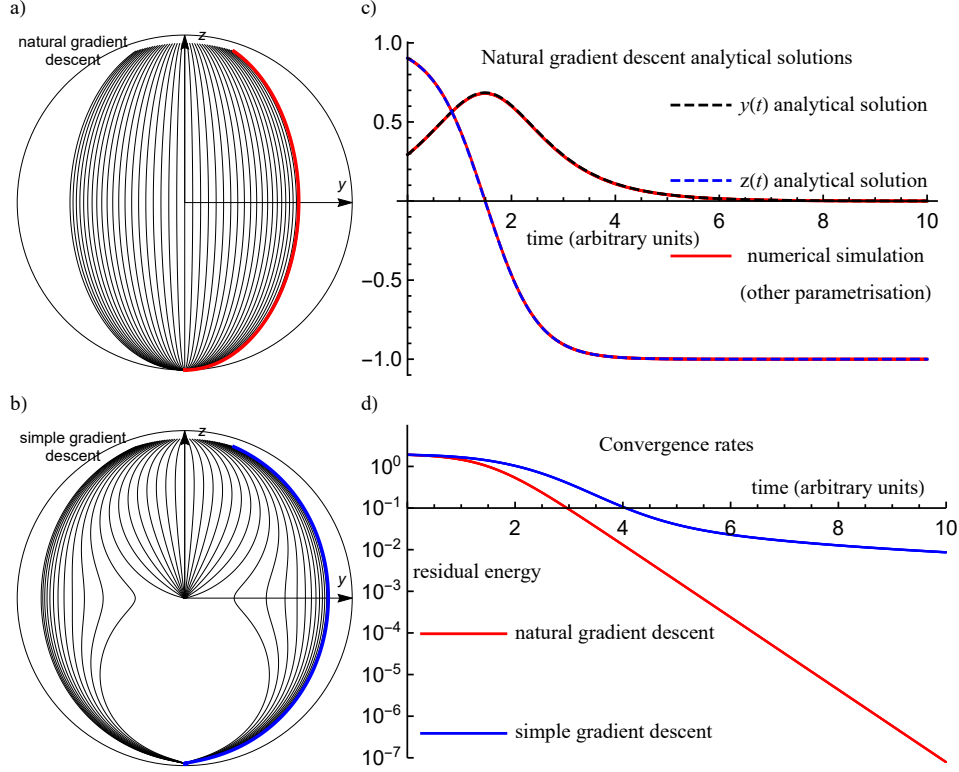 a)
natural gradient
descent
z
y
c)
1.0
0.5
−0.5
−1.0
Natural gradient descent analytical solutions
y(t) analytical solution
z(t) analytical solution
2 4 6 8 10
time (arbitrary units)
numerical simulation
(other parametrisation)
b)
simple gradient
descent
z
y
d)
Convergence rates
time (arbitrary units)
10^0
10^−1
10^−2
10^−3
10^−4
10^−5
10^−6
10^−7
2 4 6 8 10
residual energy
natural gradient descent
simple gradient descent